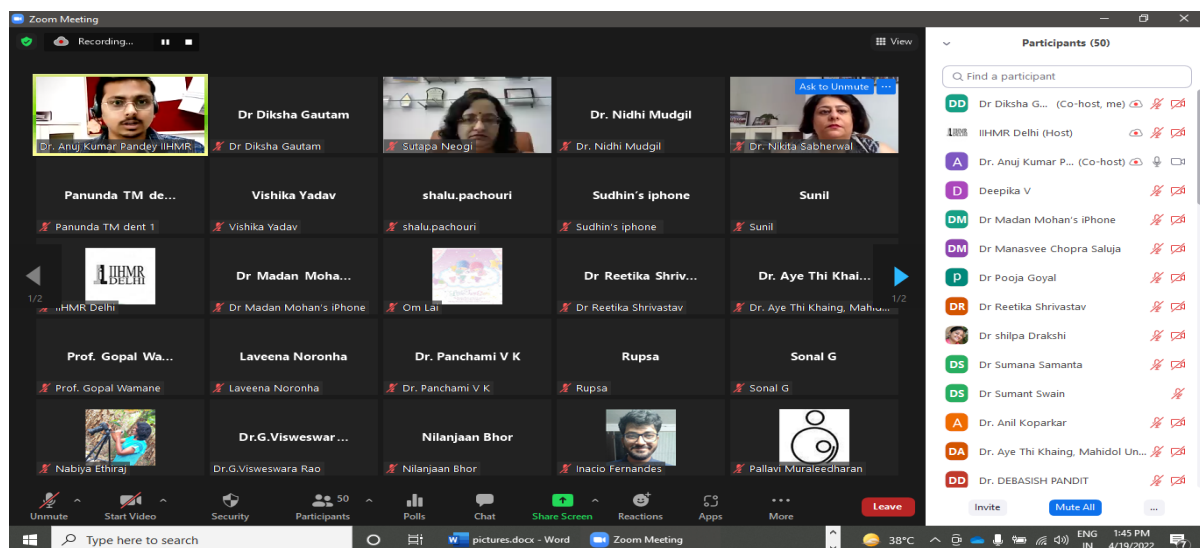 Zoom Meeting
Recording...
View
Participants (50)
Find a participant
Ask to Unmute
...
Dr. Anuj Kumar Pandey IIHMR
Dr Diksha Gautam
Dr Diksha Gautam
Sutapa Neogi
Dr. Nidhi Mudgil
Dr. Nidhi Mudgil
Dr. Nikita Sabherwal
Panunda TM de...
Panunda TM dent 1
Vishika Yadav
Vishika Yadav
shalu.pachouri
shalu.pachouri
Sudhin's iphone
Sudhin's iphone
Sunil
Sunil
1/2
IIHMR
DELHI
IIHMR Delhi
Dr Madan Moha...
Dr Madan Mohan's iPhone
Om Lai
Dr Reetika Shriv...
Dr Reetika Shrivastav
Dr. Aye Thi Khai...
Dr. Aye Thi Khaing, Mahid...
1/2
Prof. Gopal Wa...
Prof. Gopal Wamane
Laveena Noronha
Laveena Noronha
Dr. Panchami V K
Dr. Panchami V K
Rupsa
Rupsa
Sonal G
Sonal G
Nabiya Ethiraj
Dr.G.Visweswar...
Dr.G.Visweswara Rao
Nilanjaan Bhor
Nilanjaan Bhor
Inacio Fernandes
Pallavi Muraleedharan
DD Dr Diksha G... (Co-host, me)
IIHMR Delhi (Host)
A Dr. Anuj Kumar P... (Co-host)
D Deepika V
DM Dr Madan Mohan's iPhone
DM Dr Manasvee Chopra Saluja
P Dr Pooja Goyal
DR Dr Reetika Shrivastav
Dr shilpa Drakshi
DS Dr Sumana Samanta
DS Dr Sumant Swain
A Dr. Anil Koparkar
DA Dr. Aye Thi Khaing, Mahidol Un...
DD Dr. DEBASISH PANDIT
Unmute
Start Video
Security
50
Participants
Polls
Chat
Share Screen
Reactions
Apps
More
Leave
Invite
Mute All
...
Type here to search
pictures.docx - Word
Zoom Meeting
38°C
ENG
IN
1:45 PM
4/19/2022